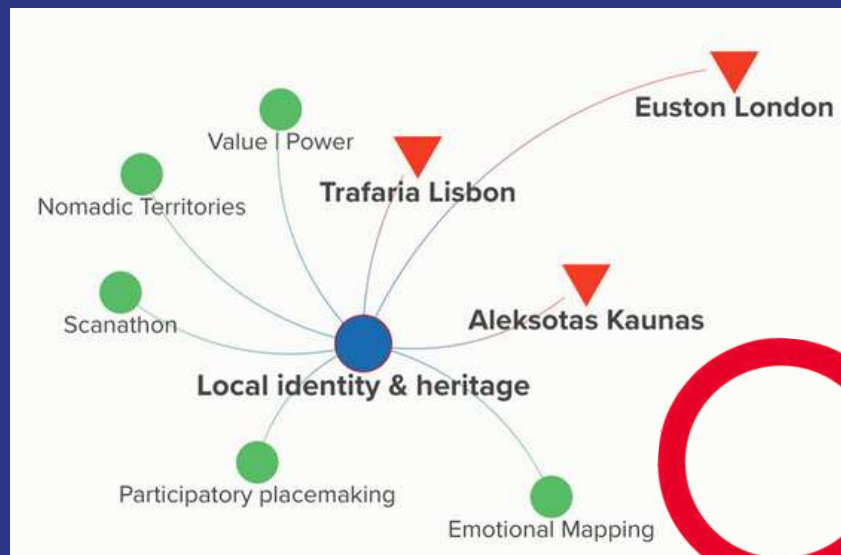 Euston London
Value | Power
Trafaria Lisbon
Nomadic Territories
Scanathon
Aleksotas Kaunas
Local identity & heritage
Participatory placemaking
Emotional Mapping